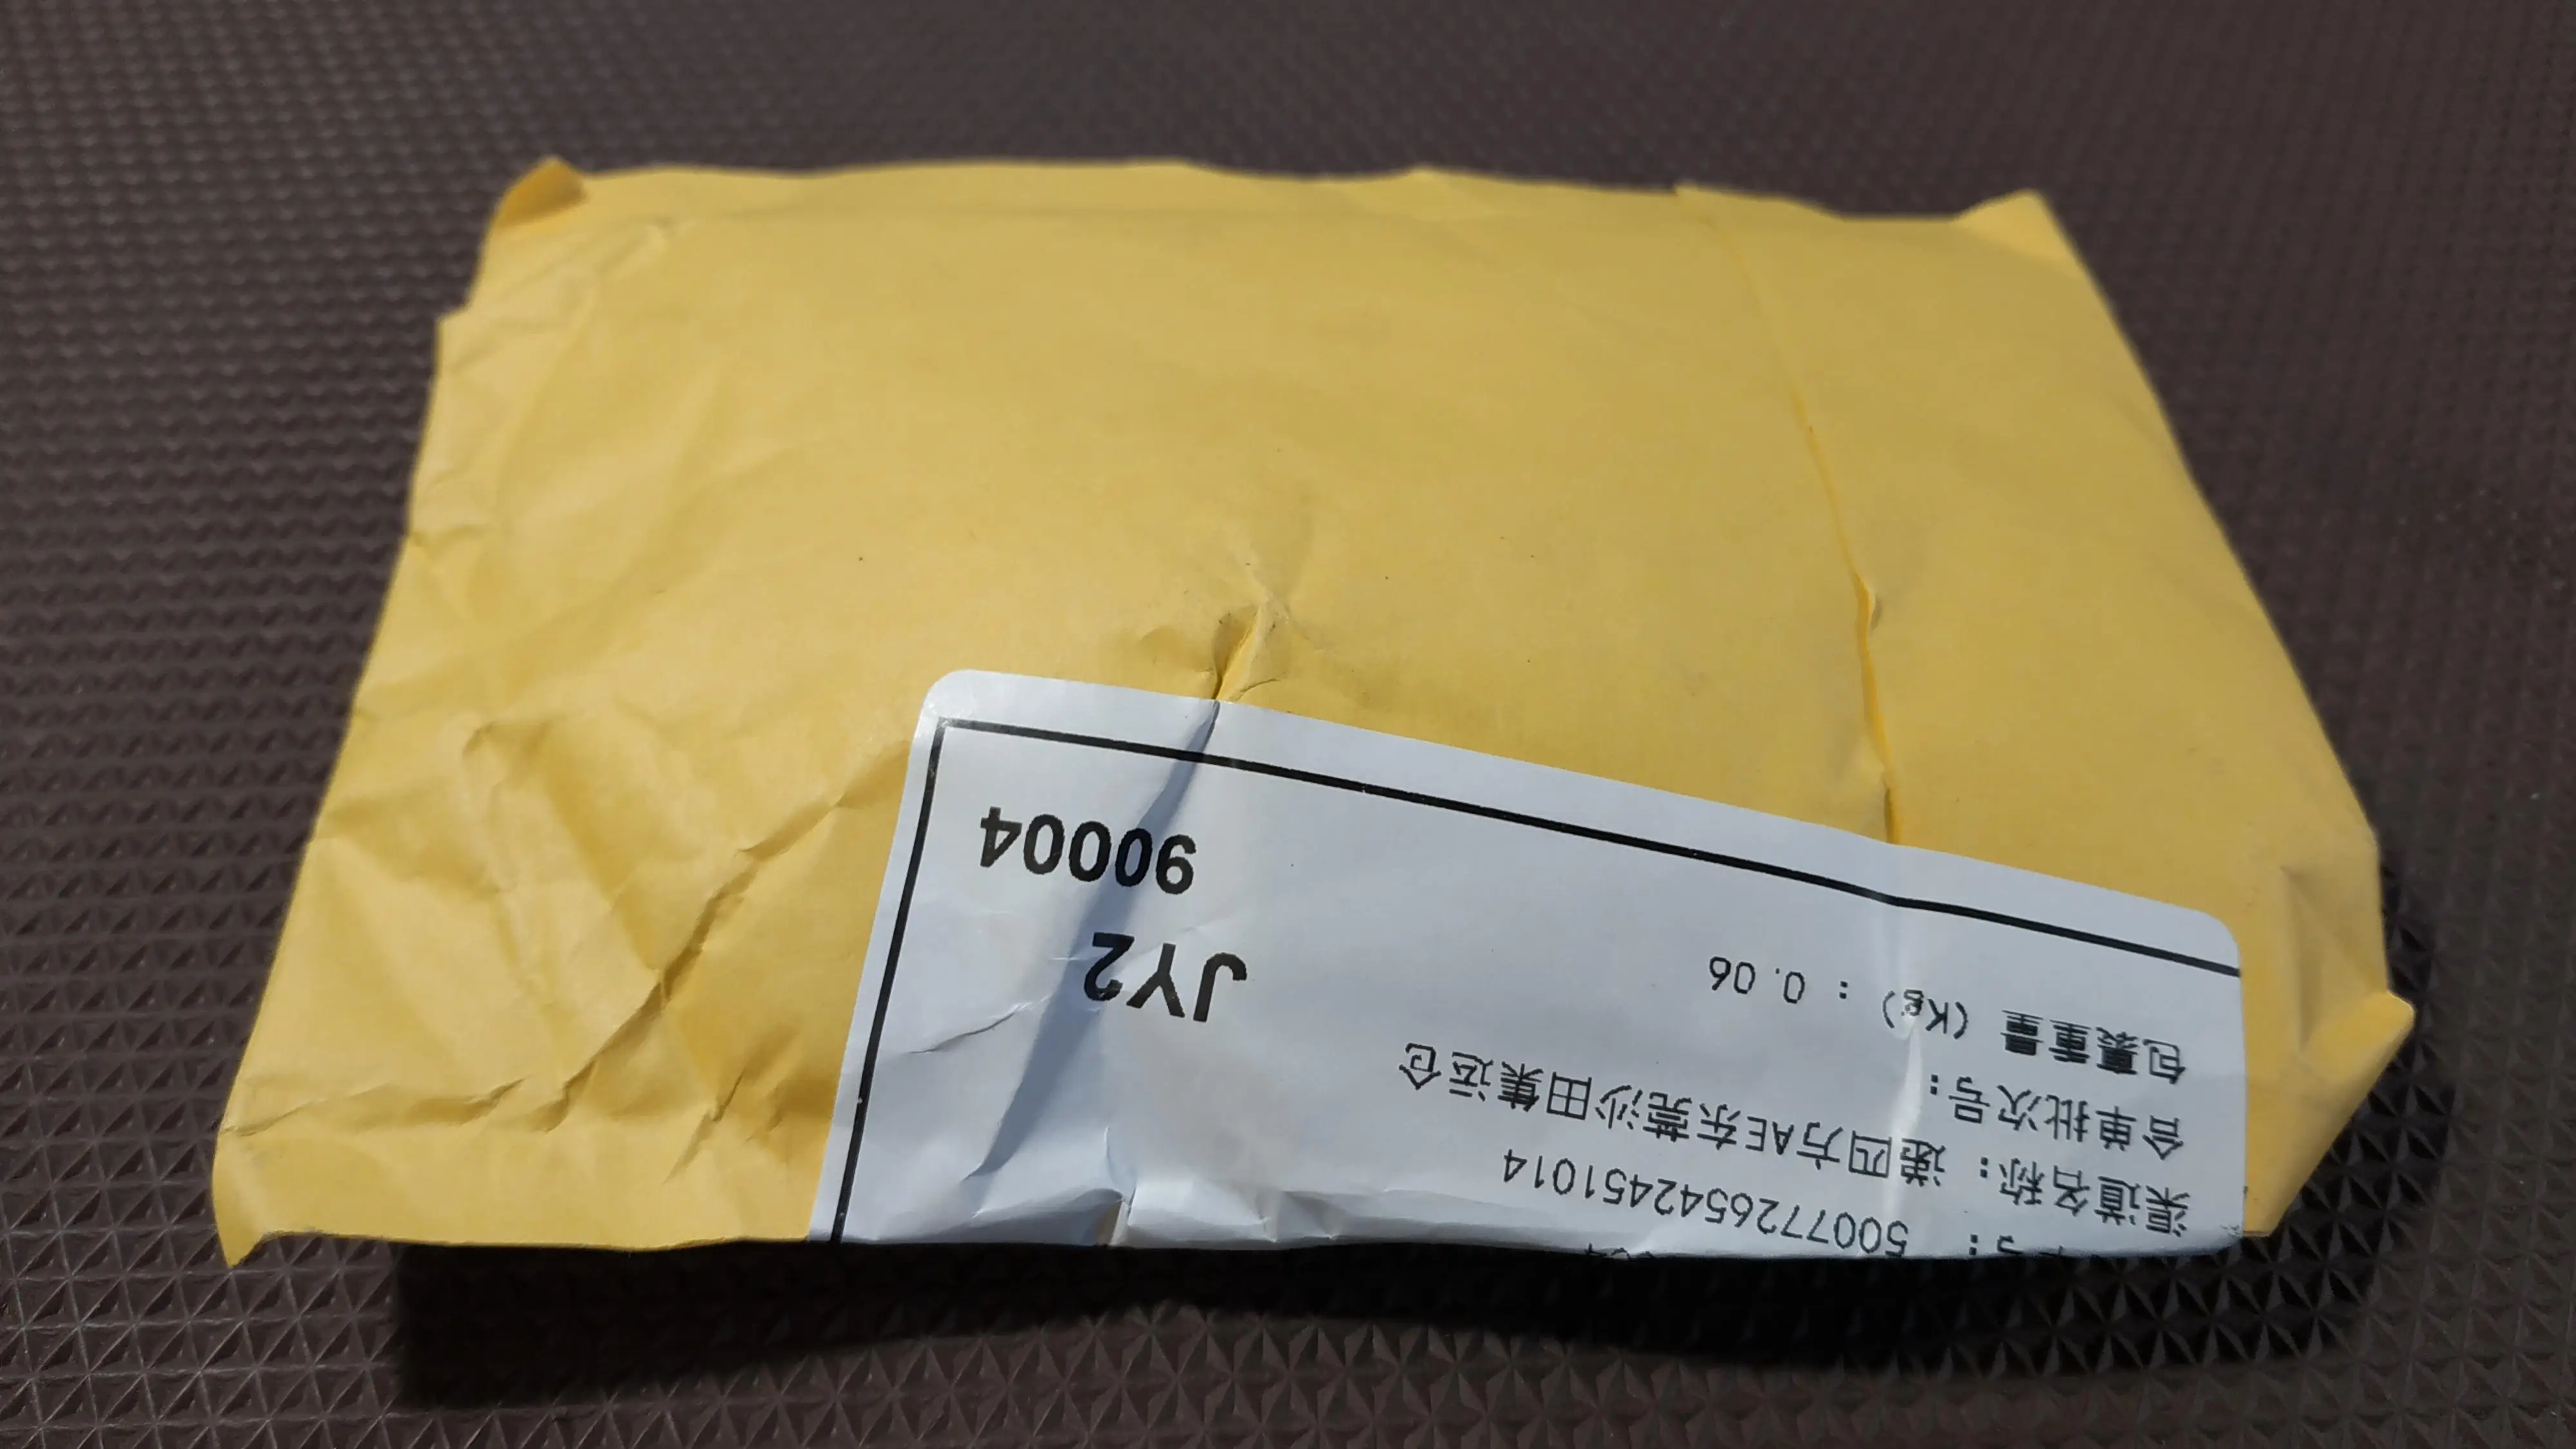 号: 5007726542451014
渠道名称: 递四方AE东莞沙田集运仓
合单批次号:
包裹重量 (Kg) : 0.06
JY2
90004